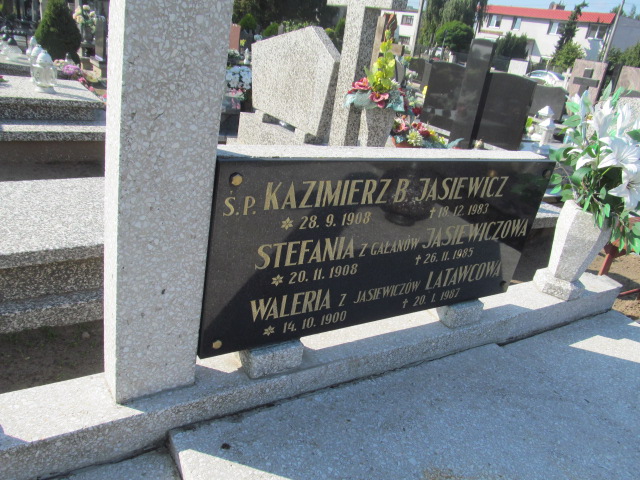 Ś.P. KAZIMIERZ B. JASIEWICZ
✲ 28.9.1908 † 18.12.1983
STEFANIA Z GALANÓW JASIEWICZOWA
✲ 20.11.1908 † 26.11.1985
WALERIA Z JASIEWICZÓW LATAWCOWA
✲ 14.10.1900 † 20.1.1987